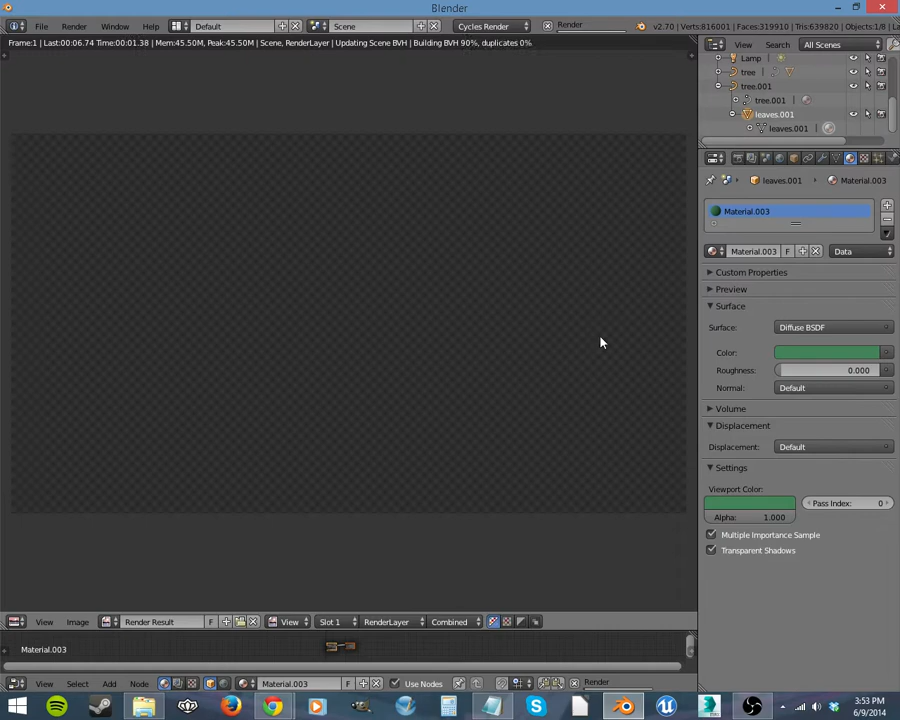 Blender
File Render Window Help Default Scene Cycles Render Render v2.70 | Verts:816001 | Faces:319910 | Tris:639820 | Objects:1/8 |
Frame:1 | Last:00:06.74 Time:00:01.38 | Mem:45.50M, Peak:45.50M | Scene, RenderLayer | Updating Scene BVH | Building BVH 90%, duplicates 0%
View Search All Scenes
Lamp
tree
tree.001
tree.001
leaves.001
leaves.001
leaves.001 Material.003
Material.003
Material.003 F Data
Custom Properties
Preview
Surface
Surface: Diffuse BSDF
Color:
Roughness: 0.000
Normal: Default
Volume
Displacement
Displacement: Default
Settings
Viewport Color:
Pass Index: 0
Alpha: 1.000
Multiple Importance Sample
Transparent Shadows
View Image Render Result F View Slot 1 RenderLayer Combined
Material.003
View Select Add Node Material.003 F Use Nodes Render
3:53 PM
6/9/2014